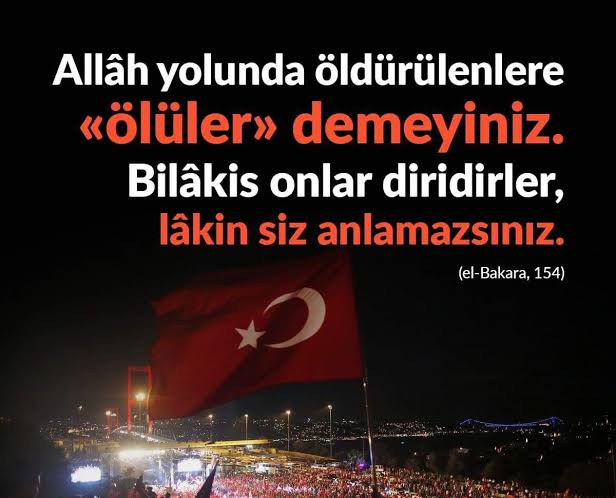 Allâh yolunda öldürülenlere
«ölüler» demeyiniz.
Bilâkis onlar diridirler,
lâkin siz anlamazsınız.
(el-Bakara, 154)